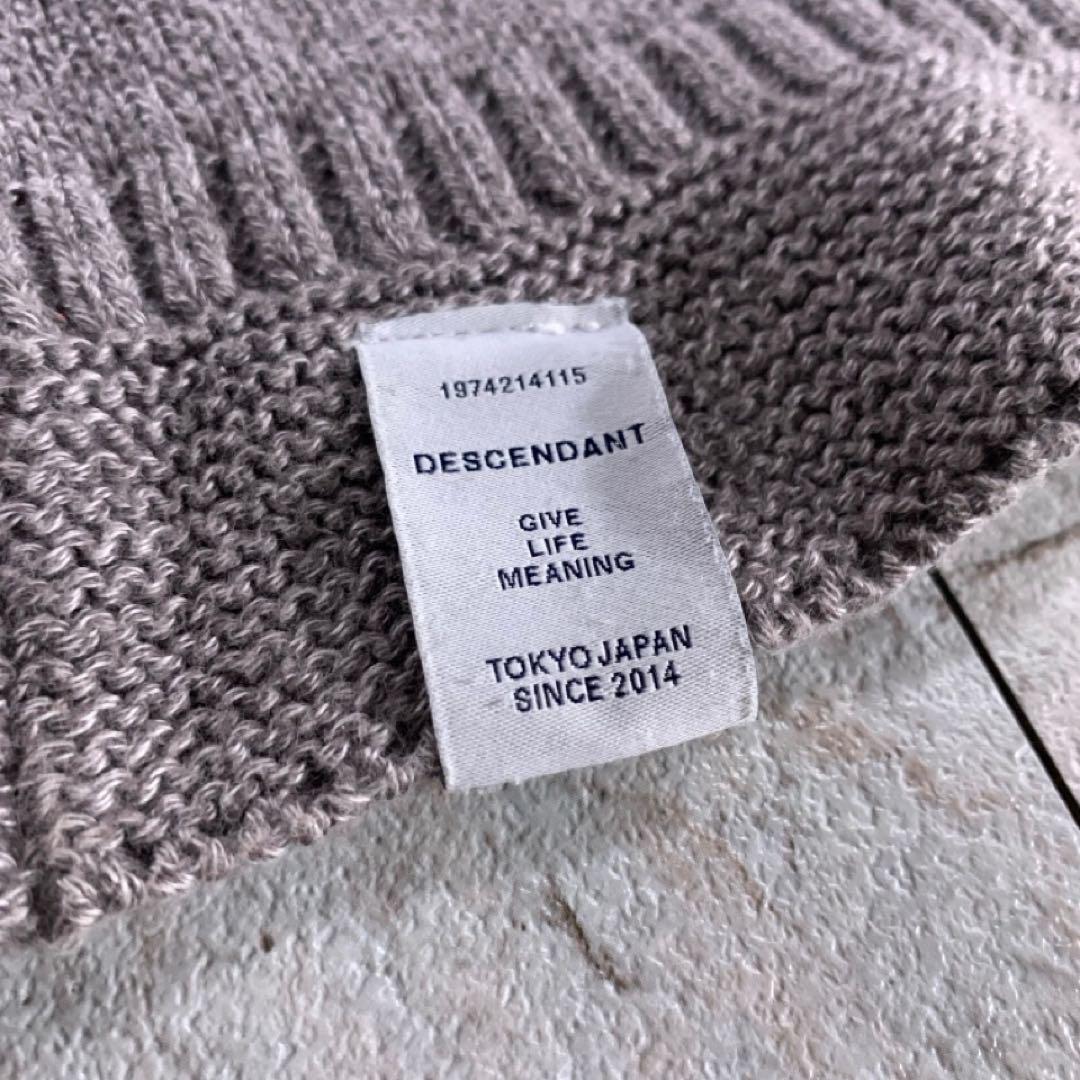 1974214115
DESCENDANT
GIVE
LIFE
MEANING
TOKYO JAPAN
SINCE 2014